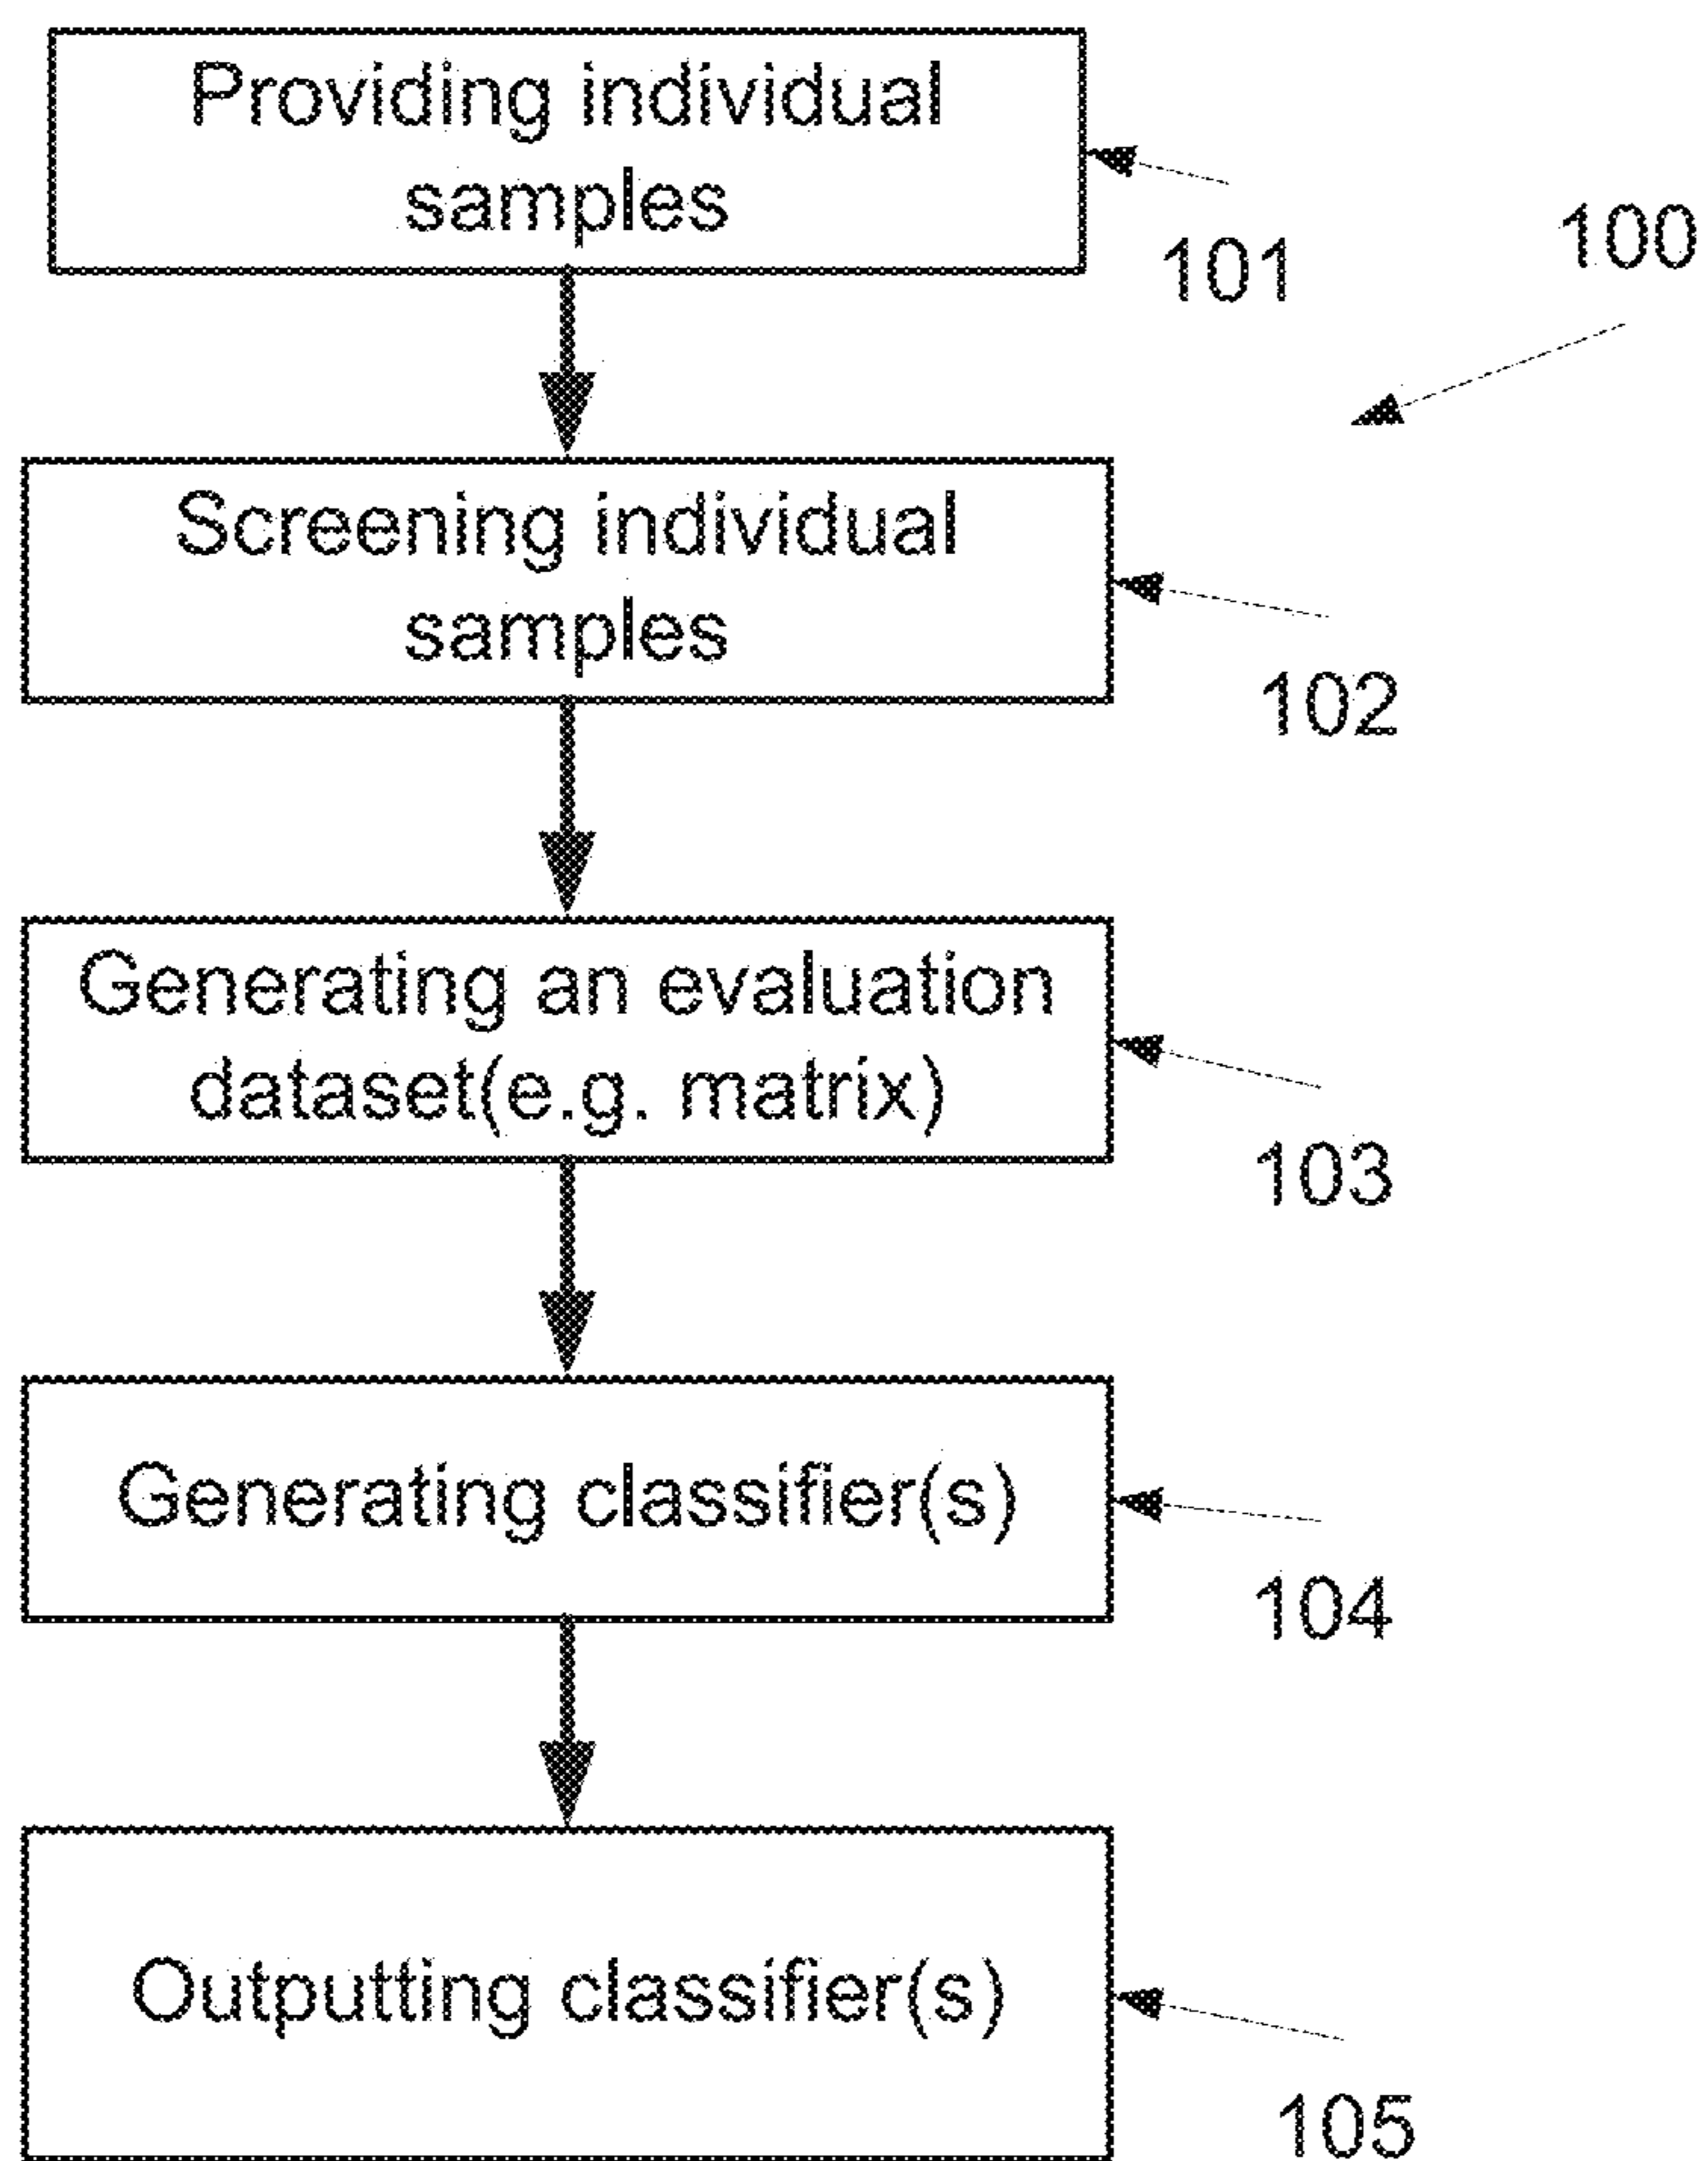 Providing individual
samples
101
100
Screening individual
samples
102
Generating an evaluation
dataset(e.g. matrix)
103
Generating classifier(s)
104
Outputting classifier(s)
105